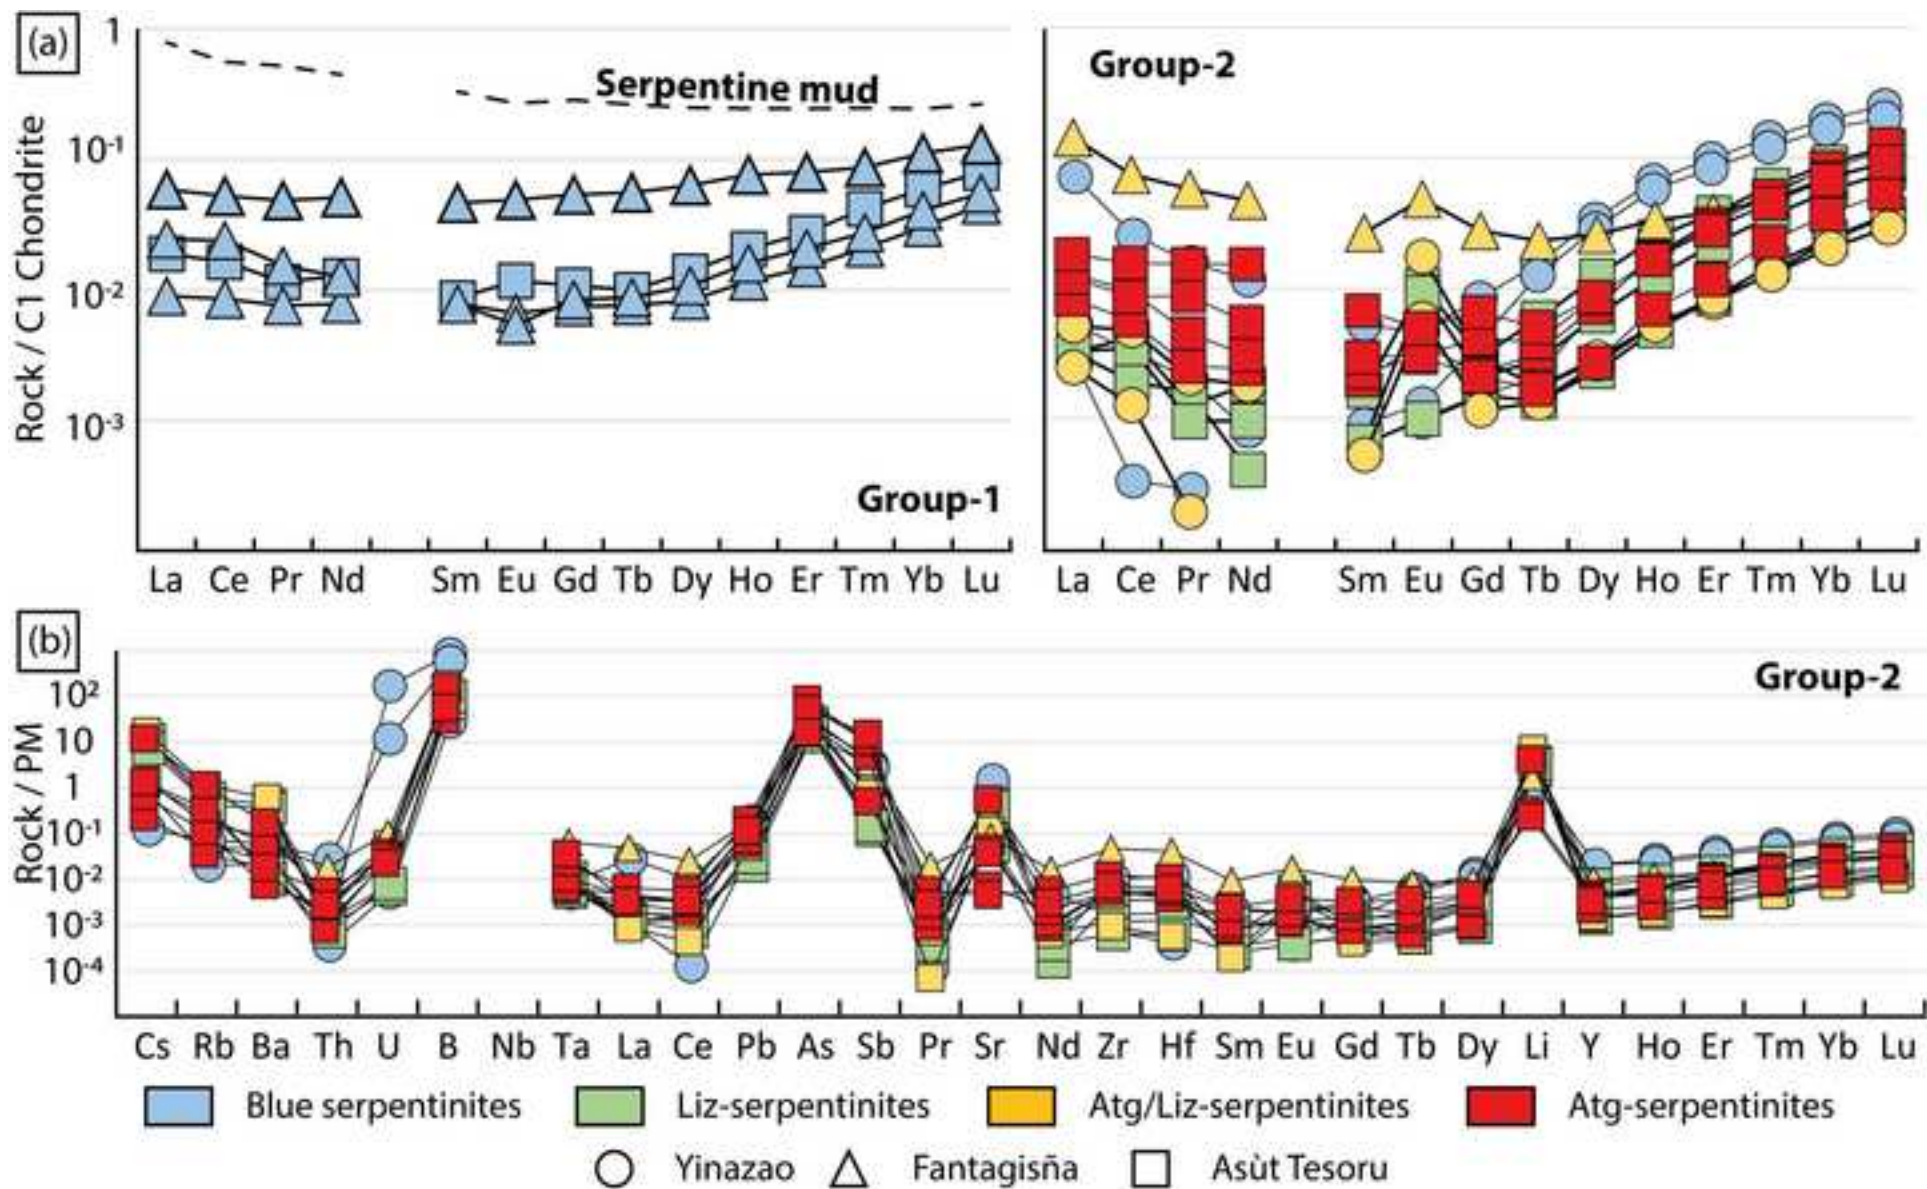 (a)
Rock / C1 Chondrite
1
10-1
10-2
10-3
Serpentine mud
Group-1
La Ce Pr Nd Sm Eu Gd Tb Dy Ho Er Tm Yb Lu
Group-2
La Ce Pr Nd Sm Eu Gd Tb Dy Ho Er Tm Yb Lu
(b)
Rock / PM
10²
10
1
10-1
10-2
10-3
10-4
Group-2
Cs Rb Ba Th U B Nb Ta La Ce Pb As Sb Pr Sr Nd Zr Hf Sm Eu Gd Tb Dy Li Y Ho Er Tm Yb Lu
Blue serpentinites Liz-serpentinites Atg/Liz-serpentinites Atg-serpentinites
Yinazao Fantagisña Asùt Tesoru